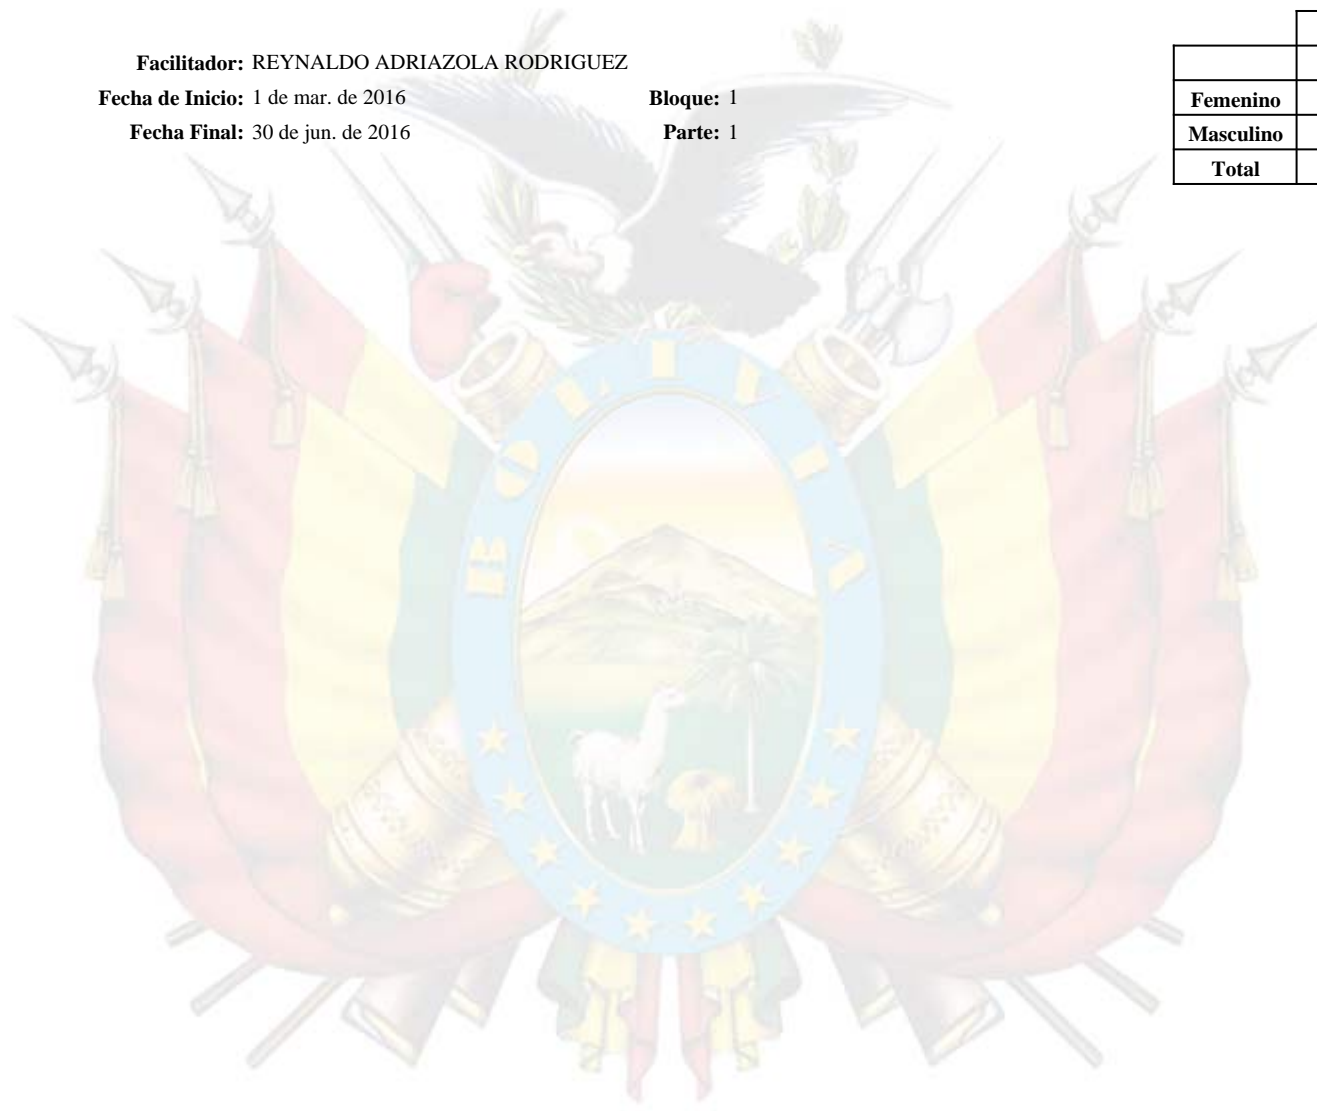 Facilitador: REYNALDO ADRIAZOLA RODRIGUEZ
Fecha de Inicio: 1 de mar. de 2016 Bloque: 1
Fecha Final: 30 de jun. de 2016 Parte: 1
Femenino
Masculino
Total
BOLIVIA